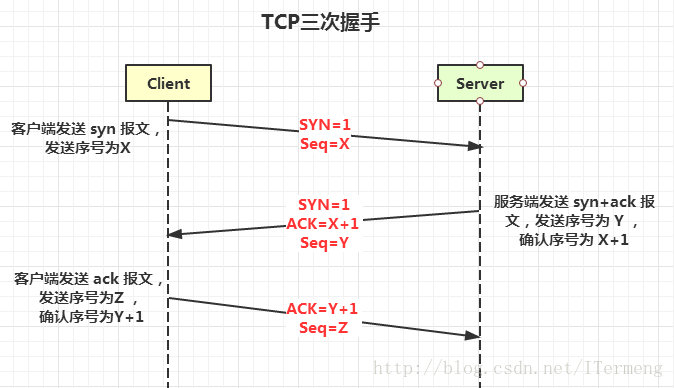 TCP三次握手
Client
Server
客户端发送 syn 报文，
发送序号为X
SYN=1
Seq=X
服务端发送 syn+ack 报
文，发送序号为 Y ，
确认序号为 X+1
SYN=1
ACK=X+1
Seq=Y
客户端发送 ack 报文，
发送序号为Z ，
确认序号为Y+1
ACK=Y+1
Seq=Z
http://blog.csdn.net/ITermeng